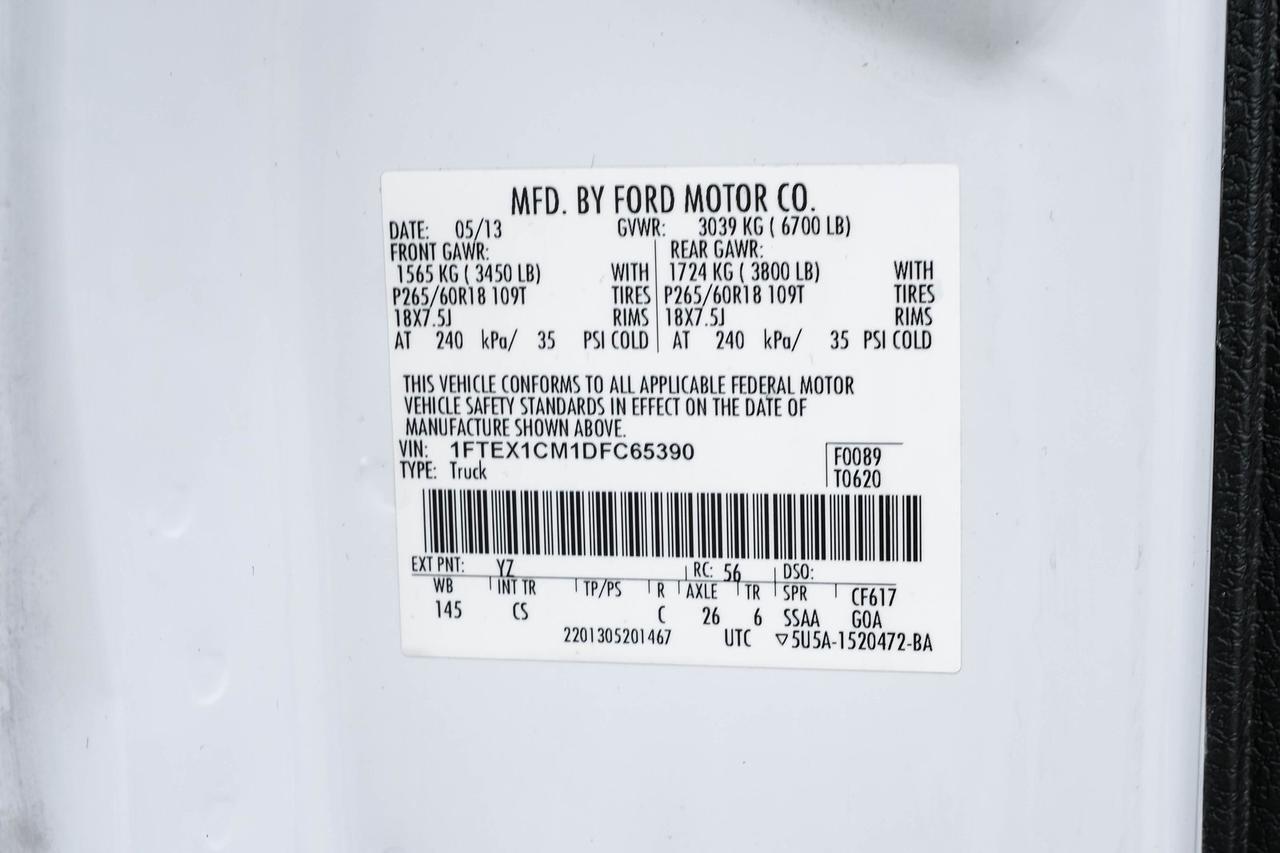 MFD. BY FORD MOTOR CO.
DATE: 05/13 GVWR: 3039 KG ( 6700 LB)
FRONT GAWR: REAR GAWR:
1565 KG ( 3450 LB) WITH 1724 KG ( 3800 LB) WITH
P265/60R18 109T TIRES P265/60R18 109T TIRES
18X7.5J RIMS 18X7.5J RIMS
AT 240 kPa/ 35 PSI COLD AT 240 kPa/ 35 PSI COLD
THIS VEHICLE CONFORMS TO ALL APPLICABLE FEDERAL MOTOR
VEHICLE SAFETY STANDARDS IN EFFECT ON THE DATE OF
MANUFACTURE SHOWN ABOVE.
VIN: 1FTEX1CM1DFC65390 F0089
TYPE: Truck T0620
EXT PNT: YZ RC: 56 DSO:
WB INT TR TP/PS R AXLE TR SPR CF617
145 CS C 26 6 SSAA GOA
2201305201467 UTC ▽5U5A-1520472-BA